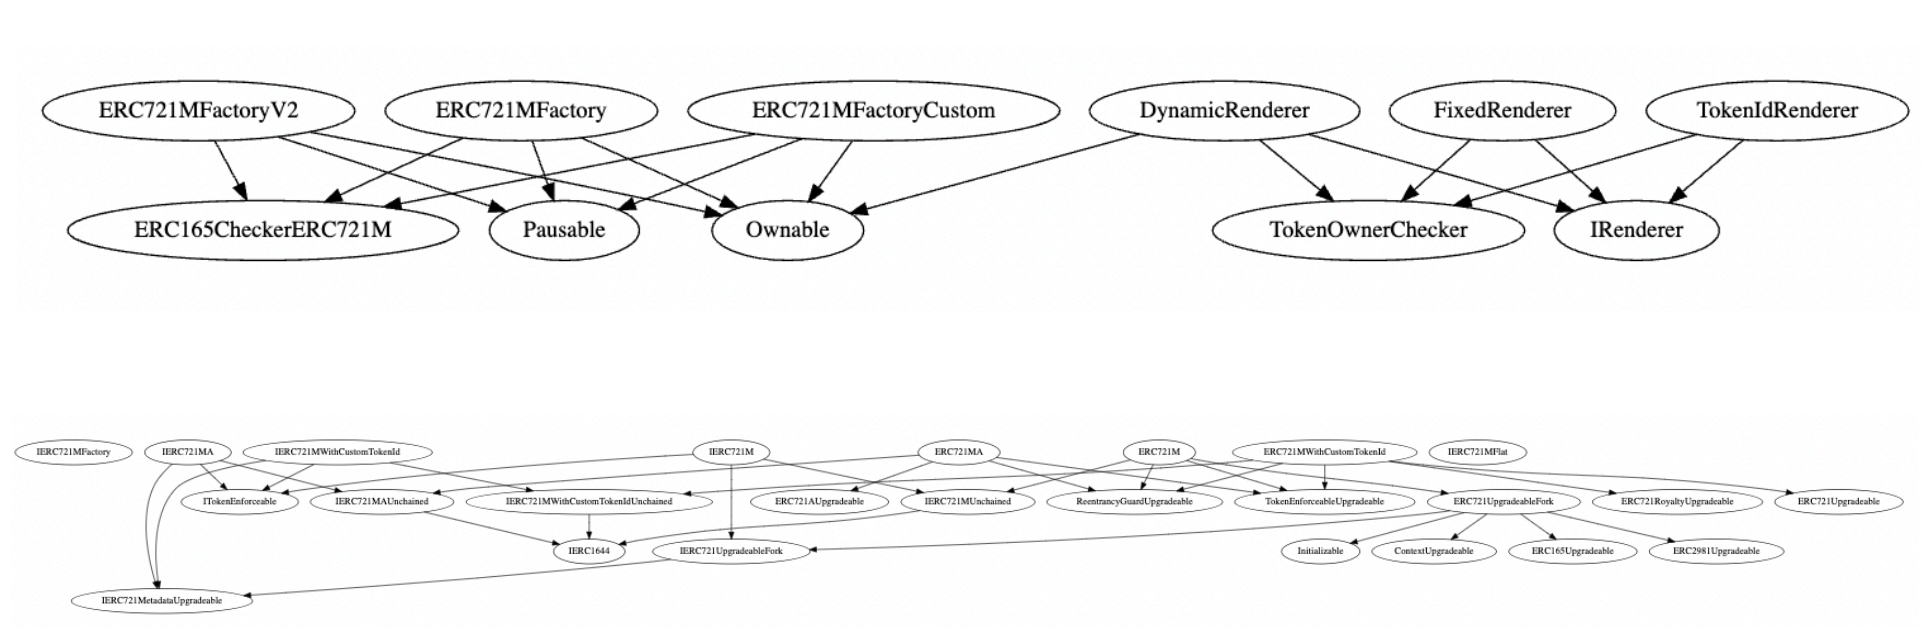 ERC721MFactoryV2
ERC721MFactory
ERC721MFactoryCustom
DynamicRenderer
FixedRenderer
TokenIdRenderer
ERC165CheckerERC721M
Pausable
Ownable
TokenOwnerChecker
IRenderer
IERC721MFactory
IERC721MA
IERC721MWithCustomTokenId
IERC721M
ERC721MA
ERC721M
ERC721MWithCustomTokenId
IERC721MFlat
ITokenEnforceable
IERC721MAUnchained
IERC721MWithCustomTokenIdUnchained
ERC721AUpgradeable
IERC721MUnchained
ReentrancyGuardUpgradeable
TokenEnforceableUpgradeable
ERC721UpgradeableFork
ERC721RoyaltyUpgradeable
ERC721Upgradeable
IERC1644
IERC721UpgradeableFork
Initializable
ContextUpgradeable
ERC165Upgradeable
ERC2981Upgradeable
IERC721MetadataUpgradeable